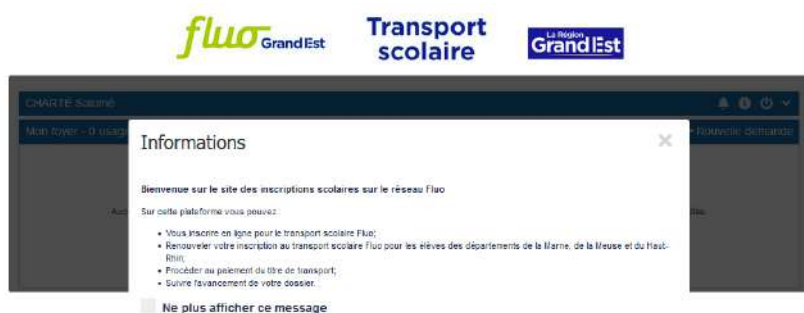 fluo Grand Est
Transport
scolaire
La Région
Grand Est
CHARTÉ Salomé
Mon foyer - 0 usag
Nouvelle demande
Informations
Bienvenue sur le site des inscriptions scolaires sur le réseau Fluo
Sur cette plateforme vous pouvez :
• Vous inscrire en ligne pour le transport scolaire Fluo;
• Renouveler votre inscription au transport scolaire Fluo pour les élèves des départements de la Marne, de la Meuse et du Haut-
Rhin;
• Procéder au paiement du titre de transport;
• Suivre l'avancement de votre dossier.
Ne plus afficher ce message